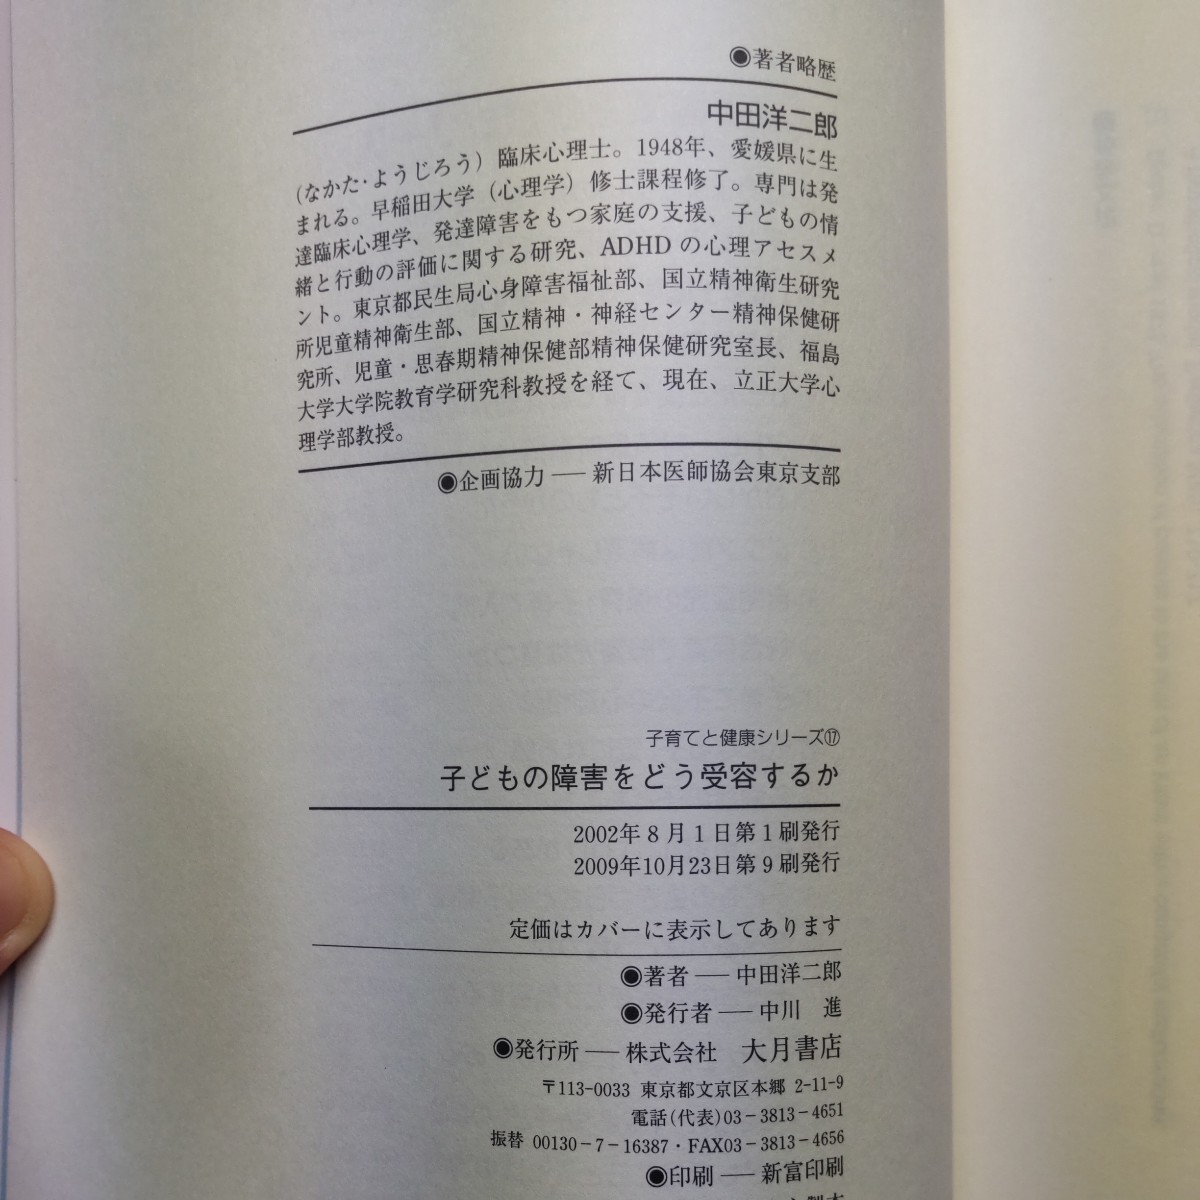 ◉著者略歴
中田洋二郎
(なかた・ようじろう) 臨床心理士。1948年、愛媛県に生
まれる。早稲田大学（心理学）修士課程修了。専門は発
達臨床心理学、発達障害をもつ家庭の支援、子どもの情
緒と行動の評価に関する研究、ADHDの心理アセスメ
ント。東京都民生局心身障害福祉部、国立精神衛生研究
所児童精神衛生部、国立精神・神経センター精神保健研
究所、児童・思春期精神保健部精神保健研究室長、福島
大学大学院教育学研究科教授を経て、現在、立正大学心
理学部教授。
◉企画協力――新日本医師協会東京支部
子育てと健康シリーズ⑰
子どもの障害をどう受容するか
2002年8月1日第1刷発行
2009年10月23日第9刷発行
定価はカバーに表示してあります
◉著者――中田洋二郎
◉発行者――中川　進
◉発行所――株式会社　大月書店
〒113-0033 東京都文京区本郷 2-11-9
電話(代表)03-3813-4651
振替 00130-7-16387・FAX03-3813-4656
◉印刷――新富印刷